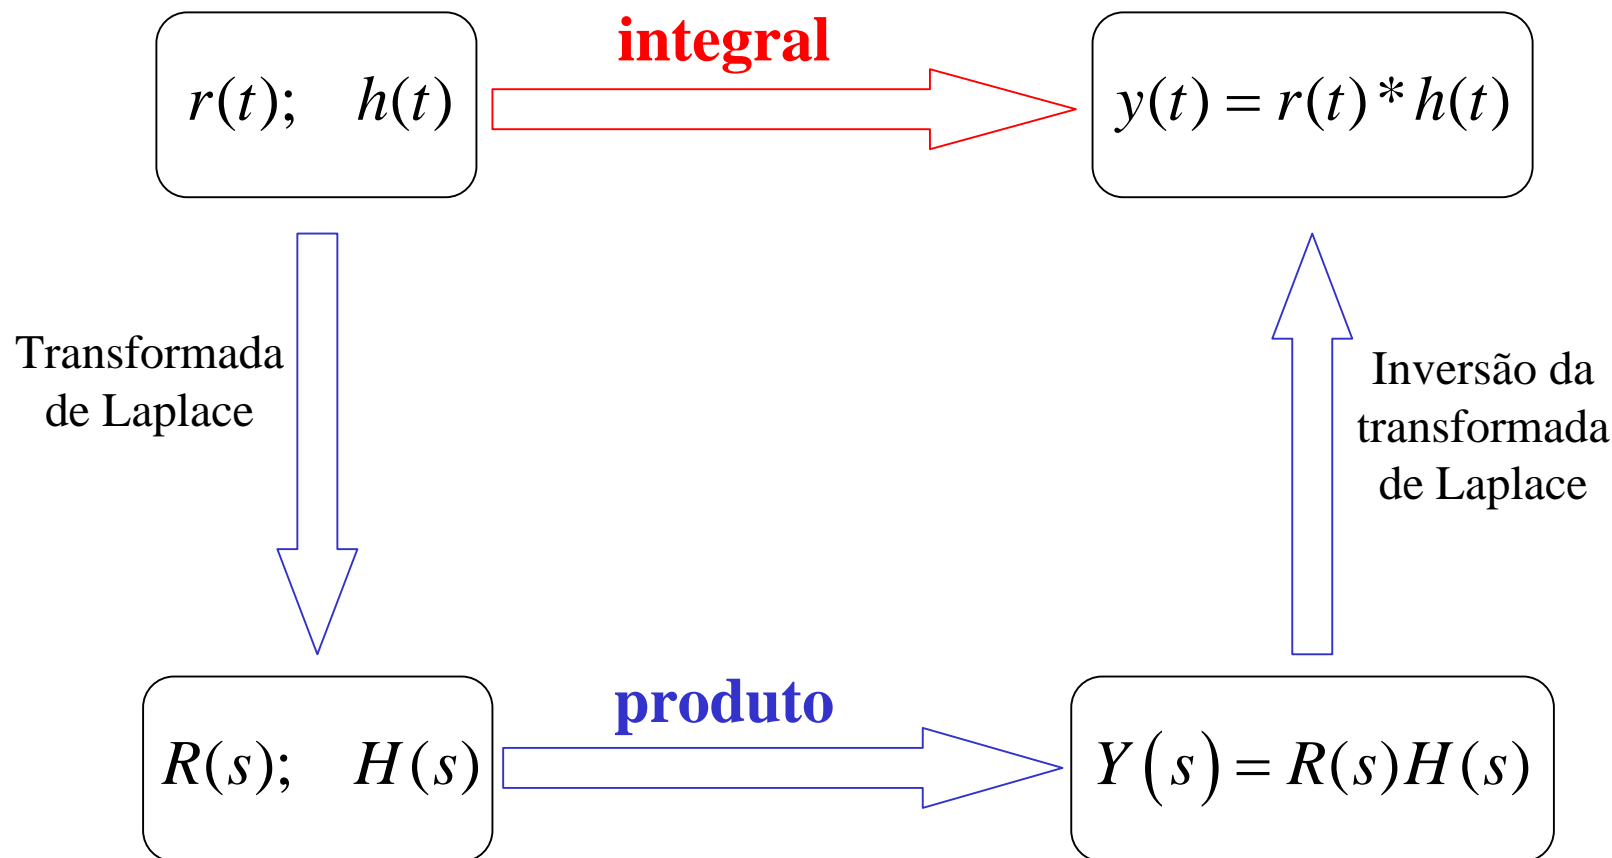 integral
r(t); h(t)
y(t) = r(t) * h(t)
Transformada
de Laplace
Inversão da
transformada
de Laplace
produto
R(s); H(s)
Y(s) = R(s)H(s)